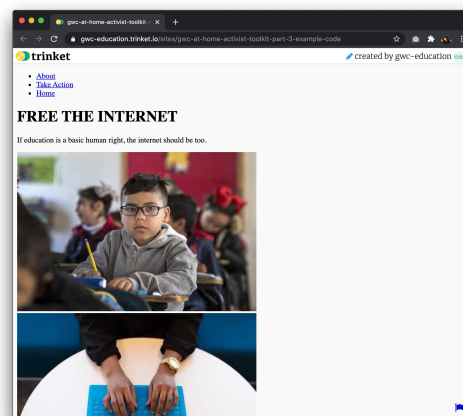 gwc-at-home-activist-toolkit-p
gwc-education.trinket.io/sites/gwc-at-home-activist-toolkit-part-3-example-code
trinket
created by gwc-education
About
Take Action
Home
FREE THE INTERNET
If education is a basic human right, the internet should be too.